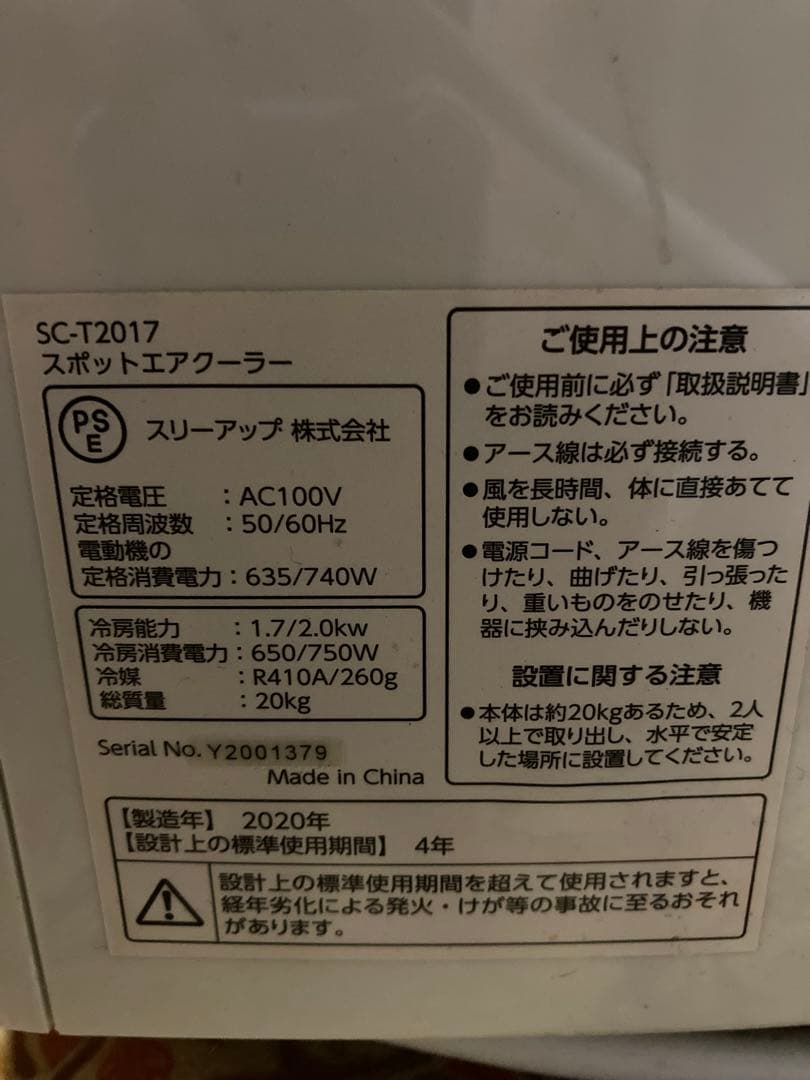 SC-T2017
スポットエアクーラー
PSE
スリーアップ 株式会社
定格電圧 : AC100V
定格周波数 : 50/60Hz
電動機の
定格消費電力 : 635/740W
冷房能力 : 1.7/2.0kw
冷房消費電力 : 650/750W
冷媒 : R410A/260g
総質量 : 20kg
Serial No. Y2001379
Made in China
ご使用上の注意
●ご使用前に必ず「取扱説明書」
をお読みください。
●アース線は必ず接続する。
●風を長時間、体に直接あてて
使用しない。
●電源コード、アース線を傷つ
けたり、曲げたり、引っ張った
り、重いものをのせたり、機
器に挟み込んだりしない。
設置に関する注意
●本体は約20kgあるため、2人
以上で取り出し、水平で安定
した場所に設置してください。
【製造年】 2020年
【設計上の標準使用期間】 4年
設計上の標準使用期間を超えて使用されますと、
経年劣化による発火・けが等の事故に至るおそれ
があります。